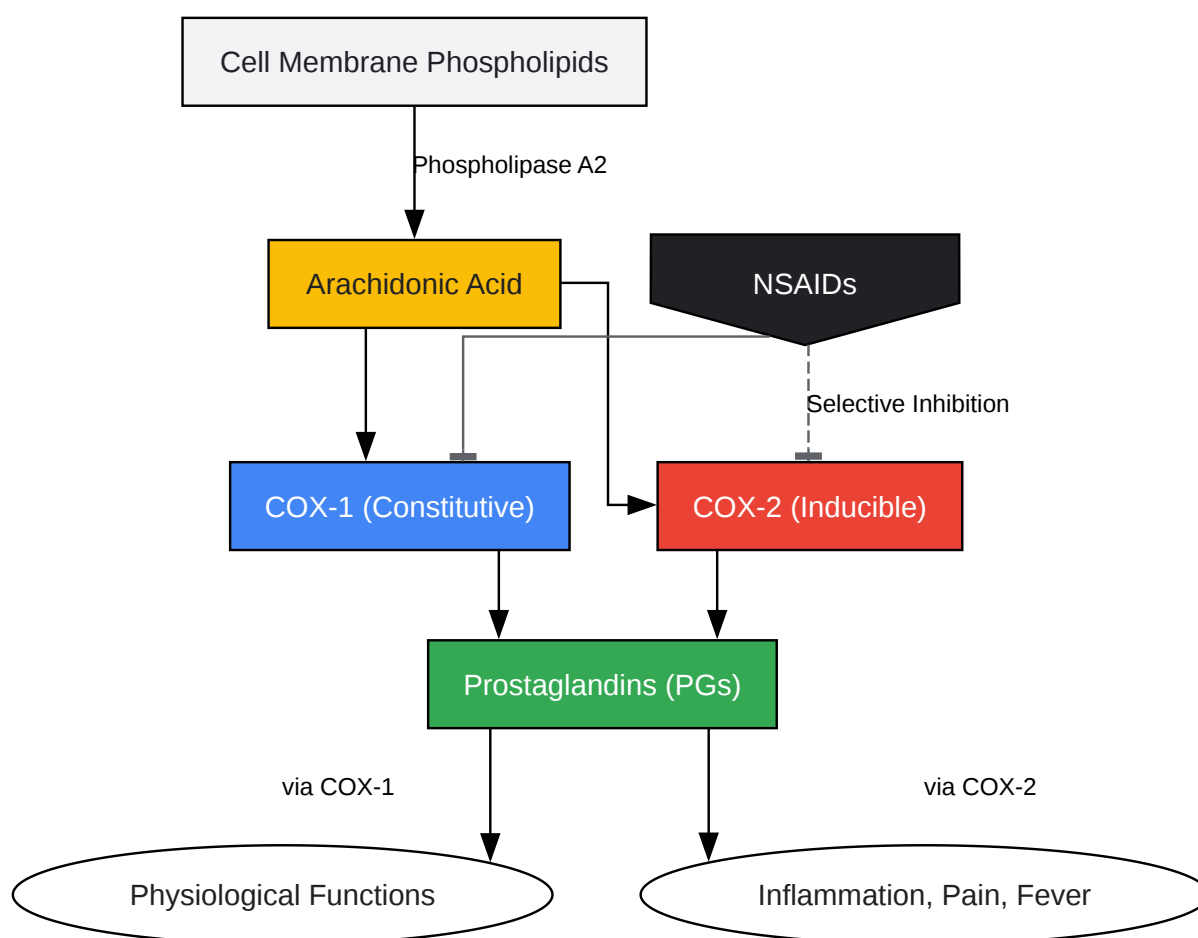 Cell Membrane Phospholipids
Phospholipase A2
Arachidonic Acid
NSAIDs
Selective Inhibition
COX-1 (Constitutive)
COX-2 (Inducible)
Prostaglandins (PGs)
via COX-1
via COX-2
Physiological Functions
Inflammation, Pain, Fever